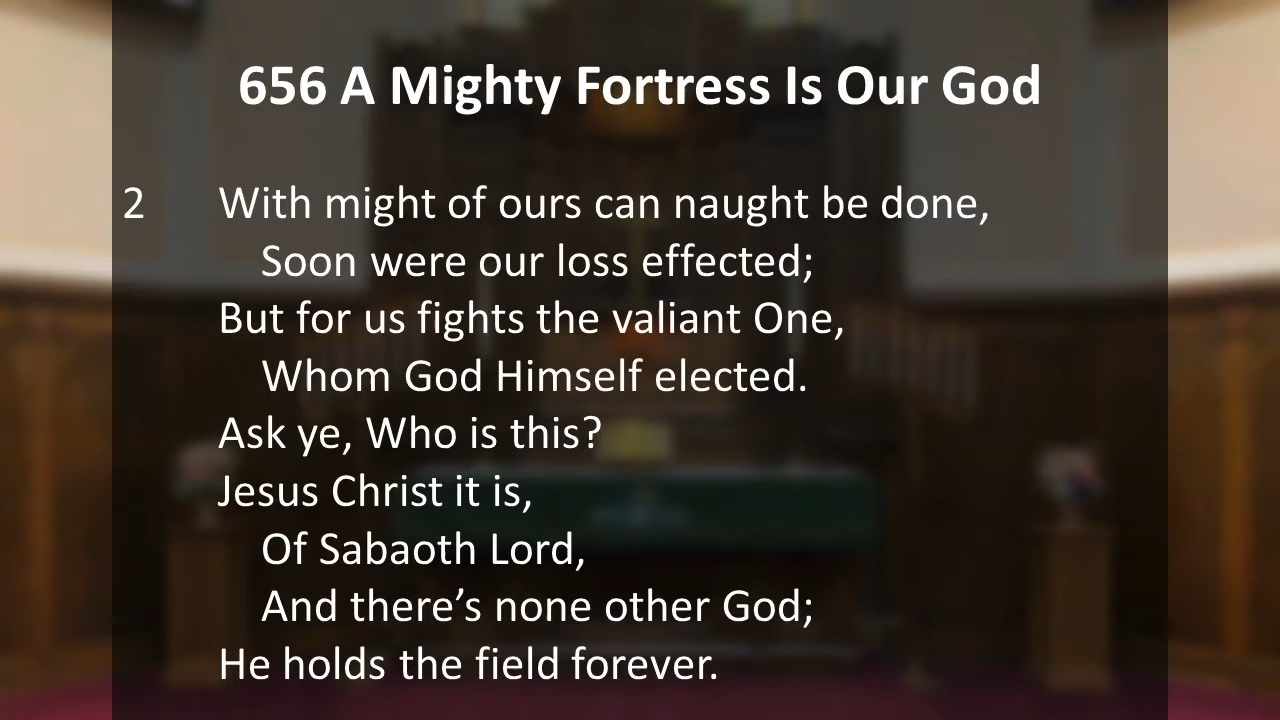 656 A Mighty Fortress Is Our God
2 With might of ours can naught be done,
Soon were our loss effected;
But for us fights the valiant One,
Whom God Himself elected.
Ask ye, Who is this?
Jesus Christ it is,
Of Sabaoth Lord,
And there’s none other God;
He holds the field forever.